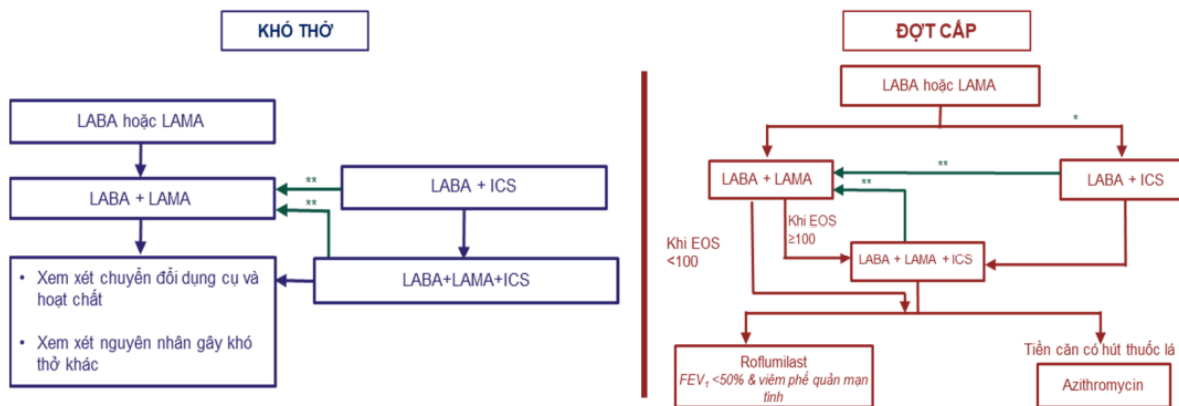 KHÓ THỞ
LABA hoặc LAMA
LABA + LAMA
**
**
LABA + ICS
LABA+LAMA+ICS
• Xem xét chuyển đổi dụng cụ và
hoạt chất
• Xem xét nguyên nhân gây khó
thở khác
ĐỢT CẤP
LABA hoặc LAMA
*
LABA + LAMA
**
**
LABA + ICS
Khi EOS
<100
Khi EOS
≥100
LABA + LAMA + ICS
Roflumilast
FEV₁ <50% & viêm phế quản mạn
tính
Tiền căn có hút thuốc lá
Azithromycin